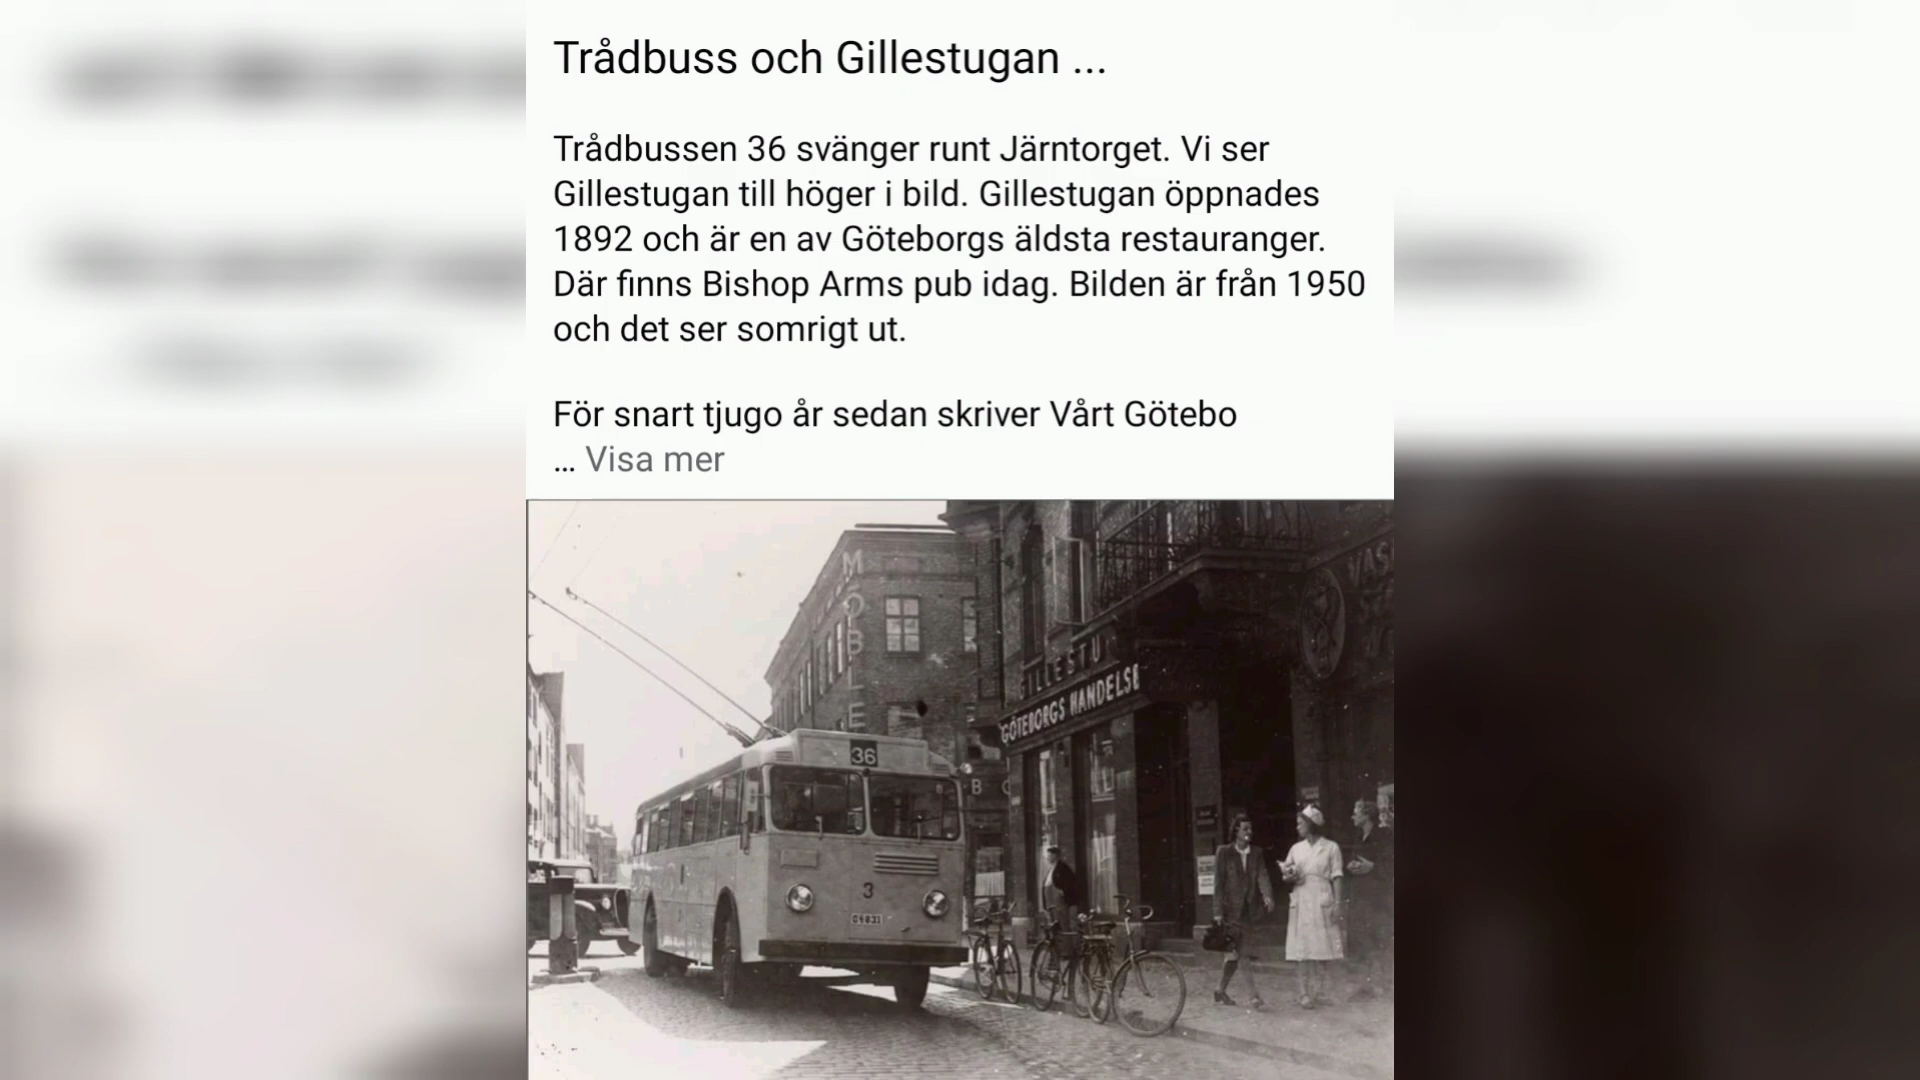 Trådbuss och Gillestugan ...
Trådbussen 36 svänger runt Järntorget. Vi ser
Gillestugan till höger i bild. Gillestugan öppnades
1892 och är en av Göteborgs äldsta restauranger.
Där finns Bishop Arms pub idag. Bilden är från 1950
och det ser somrigt ut.
För snart tjugo år sedan skriver Vårt Götebo
... Visa mer
MÖBLE
GILLESTU
GÖTEBORGS HANDELSB
36
3